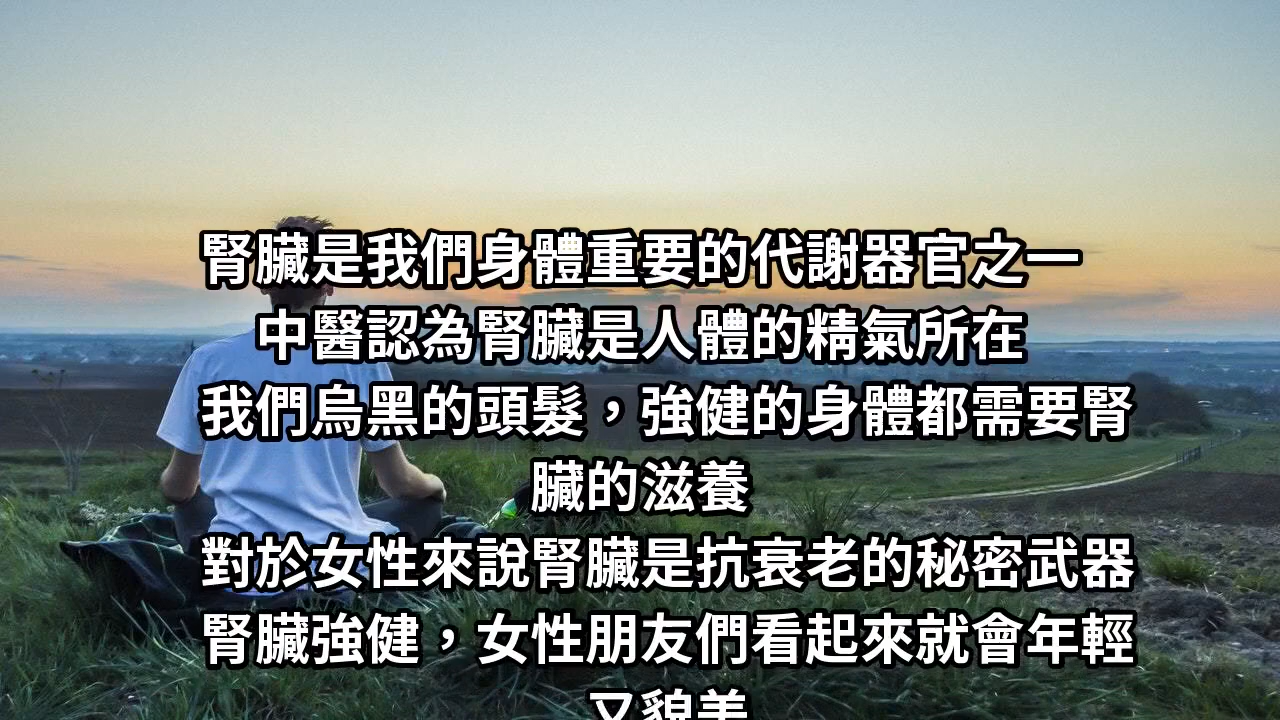 腎臟是我們身體重要的代謝器官之一
中醫認為腎臟是人體的精氣所在
我們烏黑的頭髮，強健的身體都需要腎
臟的滋養
對於女性來說腎臟是抗衰老的秘密武器
腎臟強健，女性朋友們看起來就會年輕
又貌美